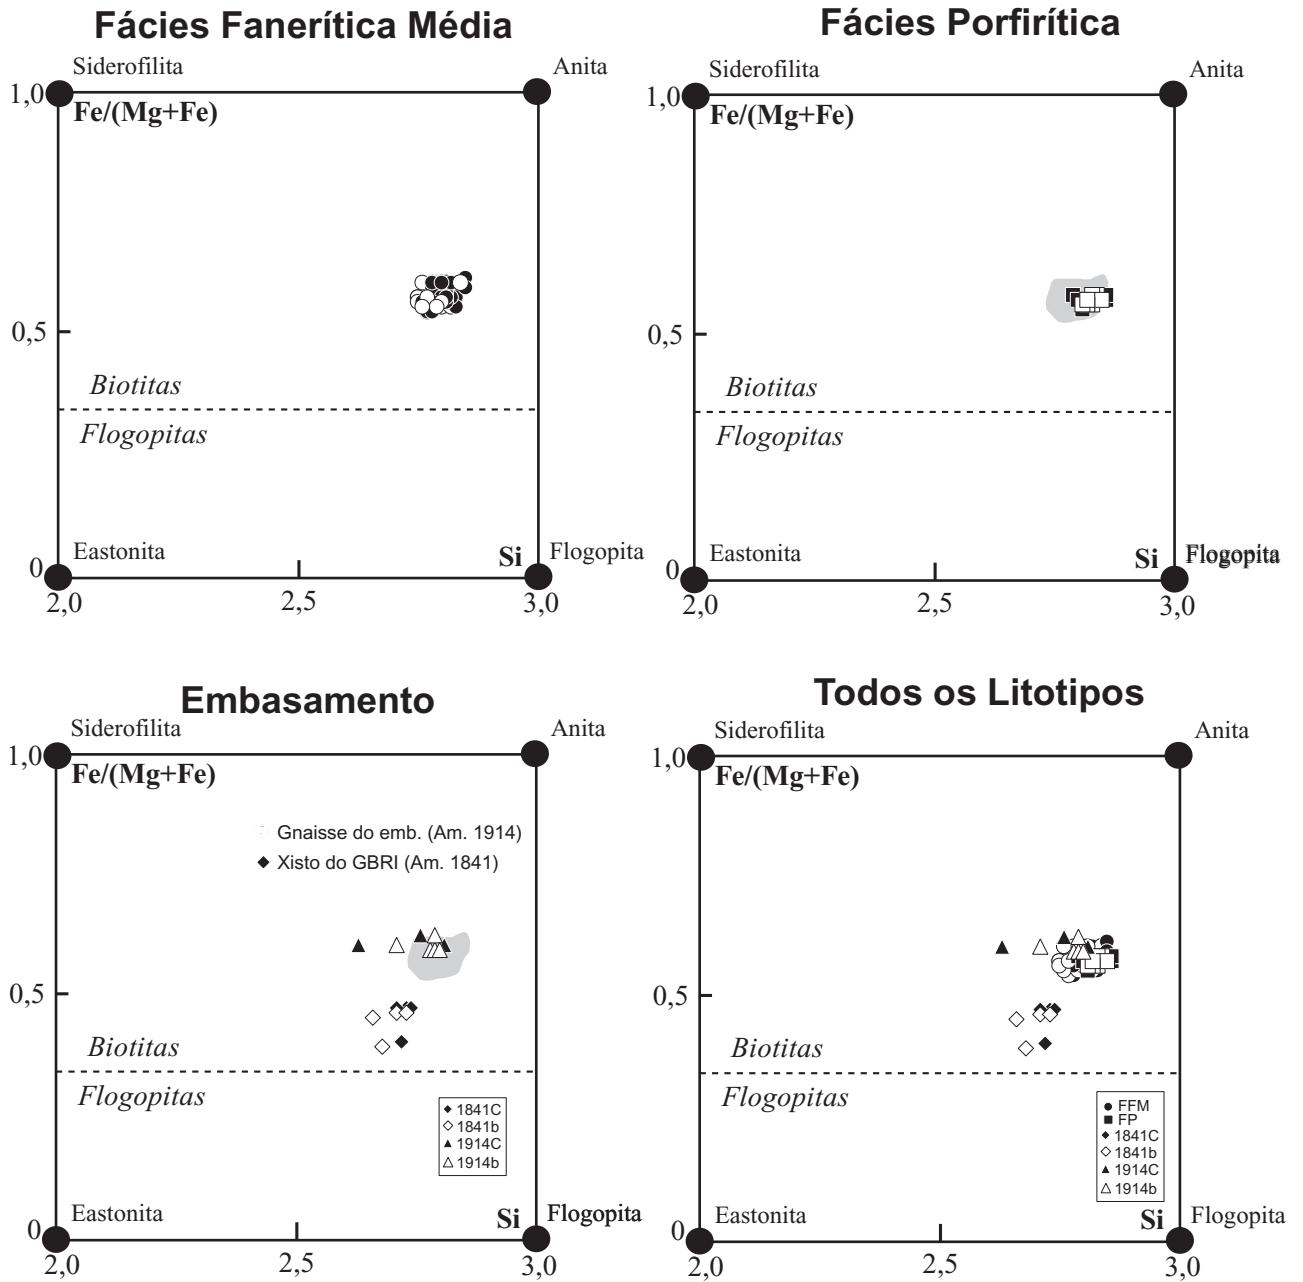 Fácies Fanerítica Média
Siderofilita
Anita
1,0
Fe/(Mg+Fe)
0,5
Biotitas
Flogopitas
Eastonita
Si
Flogopita
0
2,0
2,5
3,0
Fácies Porfirítica
Siderofilita
Anita
1,0
Fe/(Mg+Fe)
0,5
Biotitas
Flogopitas
Eastonita
Si
Flogopita
0
2,0
2,5
3,0
Embasamento
Siderofilita
Anita
1,0
Fe/(Mg+Fe)
Gnaisse do emb. (Am. 1914)
Xisto do GBRI (Am. 1841)
0,5
Biotitas
Flogopitas
1841C
1841b
1914C
1914b
Eastonita
Si
Flogopita
0
2,0
2,5
3,0
Todos os Litotipos
Siderofilita
Anita
1,0
Fe/(Mg+Fe)
0,5
Biotitas
Flogopitas
FFM
FP
1841C
1841b
1914C
1914b
Eastonita
Si
Flogopita
0
2,0
2,5
3,0